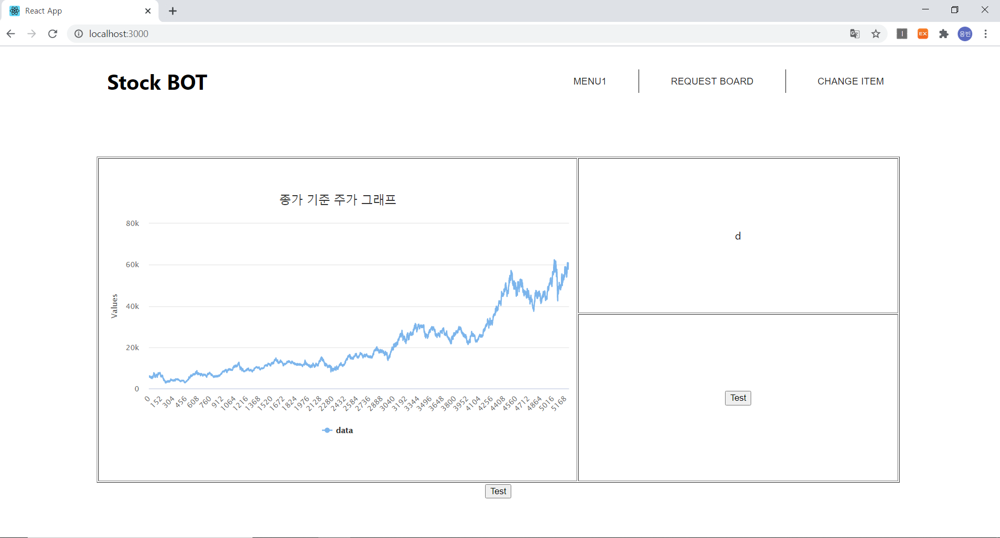 React App
localhost:3000
EX
응빈
Stock BOT
MENU1
REQUEST BOARD
CHANGE ITEM
종가 기준 주가 그래프
80k
60k
40k
20k
0
Values
0 152 304 456 608 760 912 1064 1216 1368 1520 1672 1824 1976 2128 2280 2432 2584 2736 2888 3040 3192 3344 3496 3648 3800 3952 4104 4256 4408 4560 4712 4864 5016 5168
data
d
Test
Test